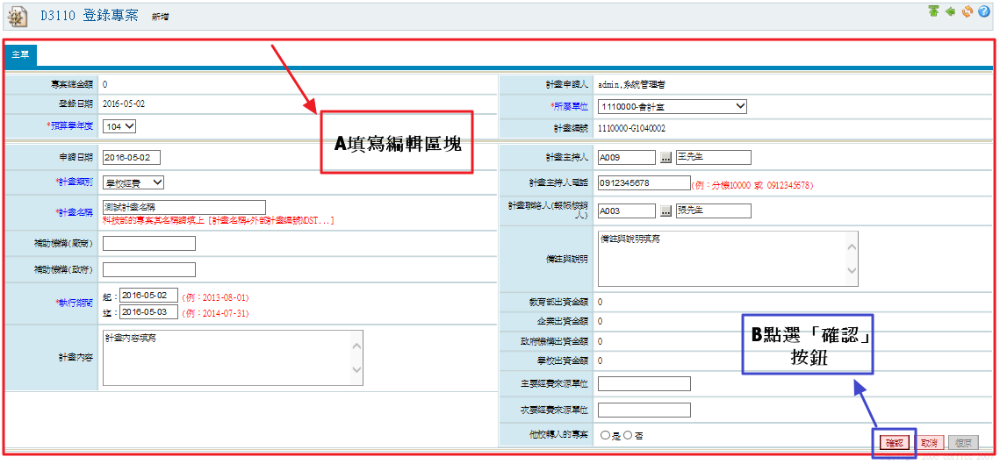 D3110 登錄專案 新增
主單
專案總金額 0
登錄日期 2016-05-02
*預算學年度 104
計畫申請人 admin,系統管理者
*所屬單位 1110000-會計室
計畫編號 1110000-G1040002
A填寫編輯區塊
申請日期 2016-05-02
*計畫類別 學校經費
*計畫名稱 測試計畫名稱
科技部的專案其名稱請填上 [計畫名稱+外部計畫編號MOST...]
補助機構(廠商)
補助機構(政府)
*執行期間 起：2016-05-02 (例：2013-08-01)
迄：2016-05-03 (例：2014-07-31)
計畫內容 計畫內容填寫
計畫主持人 A009 ... 王先生
計畫主持人電話 0912345678 (例：分機10000 或 0912345678)
計畫聯絡人(報帳核銷
人) A003 ... 張先生
備註與說明 備註與說明填寫
教育部出資金額 0
企業出資金額 0
政府機構出資金額 0
學校出資金額 0
主要經費來源單位
次要經費來源單位
他校轉入的專案 是 否
B點選「確認」
按鈕
確認 取消 復原